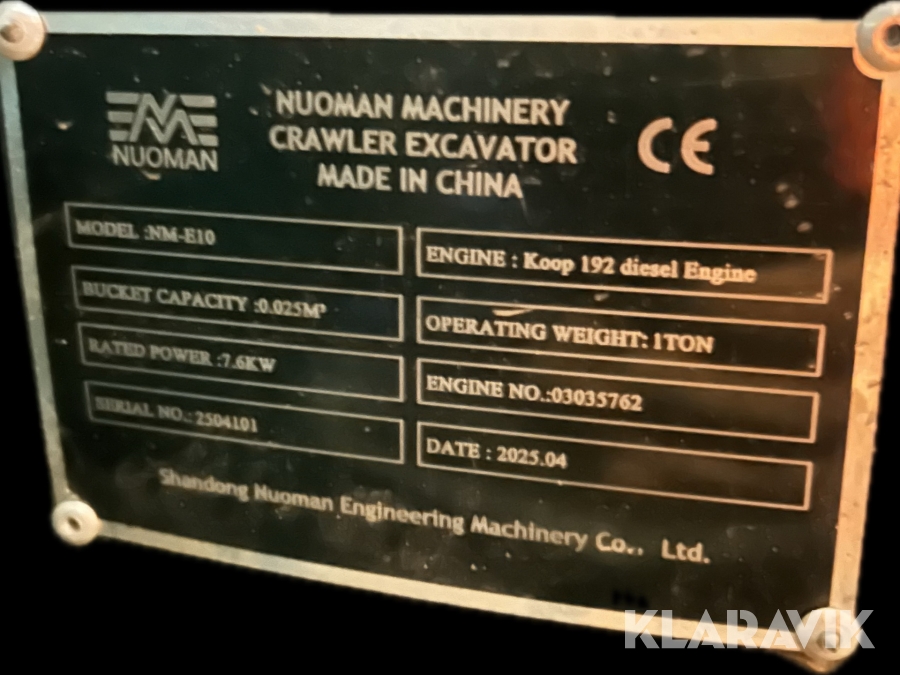 NUOMAN
NUOMAN MACHINERY
CRAWLER EXCAVATOR
MADE IN CHINA
CE
MODEL :NM-E10
ENGINE : Koop 192 diesel Engine
BUCKET CAPACITY :0.025M³
OPERATING WEIGHT: 1TON
RATED POWER :7.6KW
ENGINE NO.:03035762
SERIAL NO.: 2504101
DATE : 2025.04
Shandong Nuoman Engineering Machinery Co., Ltd.
KLARAVIK